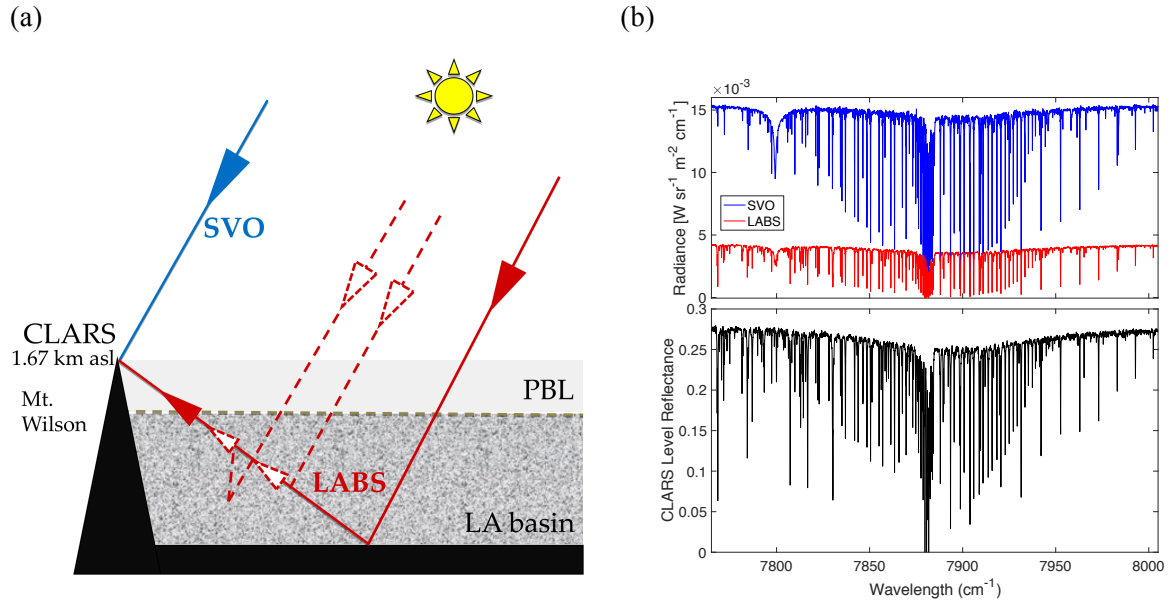 (a)
(b)
SVO
CLARS
1.67 km asl
Mt.
Wilson
PBL
LABS
LA basin
×10⁻³
15
10
5
0
Radiance [W sr⁻¹ m⁻² cm⁻¹]
SVO
LABS
0.3
0.25
0.2
0.15
0.1
0.05
0
CLARS Level Reflectance
7800 7850 7900 7950 8000
Wavelength (cm⁻¹)